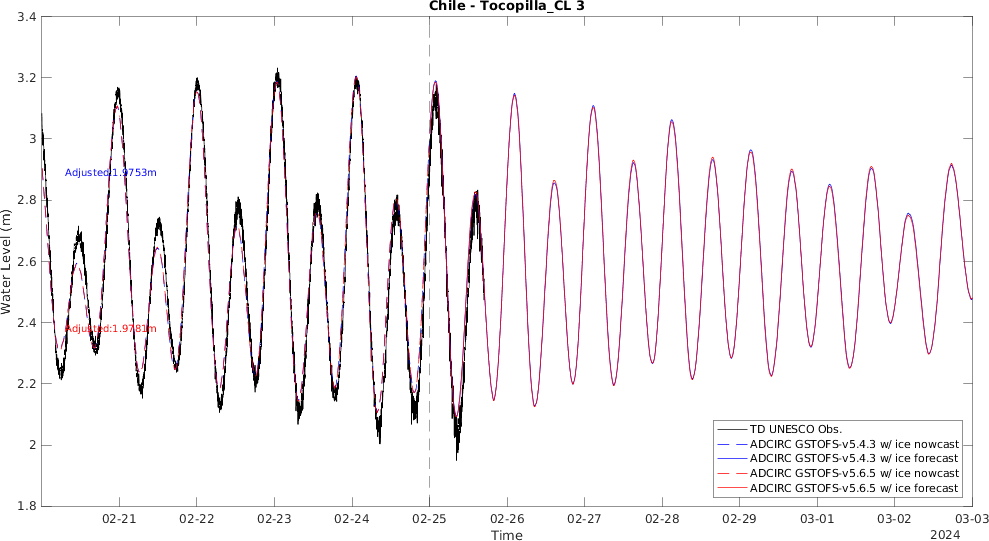 Chile - Tocopilla_CL 3
3.4
3.2
3
2.8
2.6
2.4
2.2
2
1.8
Water Level (m)
Adjusted:1.9753m
Adjusted:1.9781m
TD UNESCO Obs.
ADCIRC GSTOFS-v5.4.3 w/ ice nowcast
ADCIRC GSTOFS-v5.4.3 w/ ice forecast
ADCIRC GSTOFS-v5.6.5 w/ ice nowcast
ADCIRC GSTOFS-v5.6.5 w/ ice forecast
02-21 02-22 02-23 02-24 02-25 02-26 02-27 02-28 02-29 03-01 03-02 03-03
Time
2024